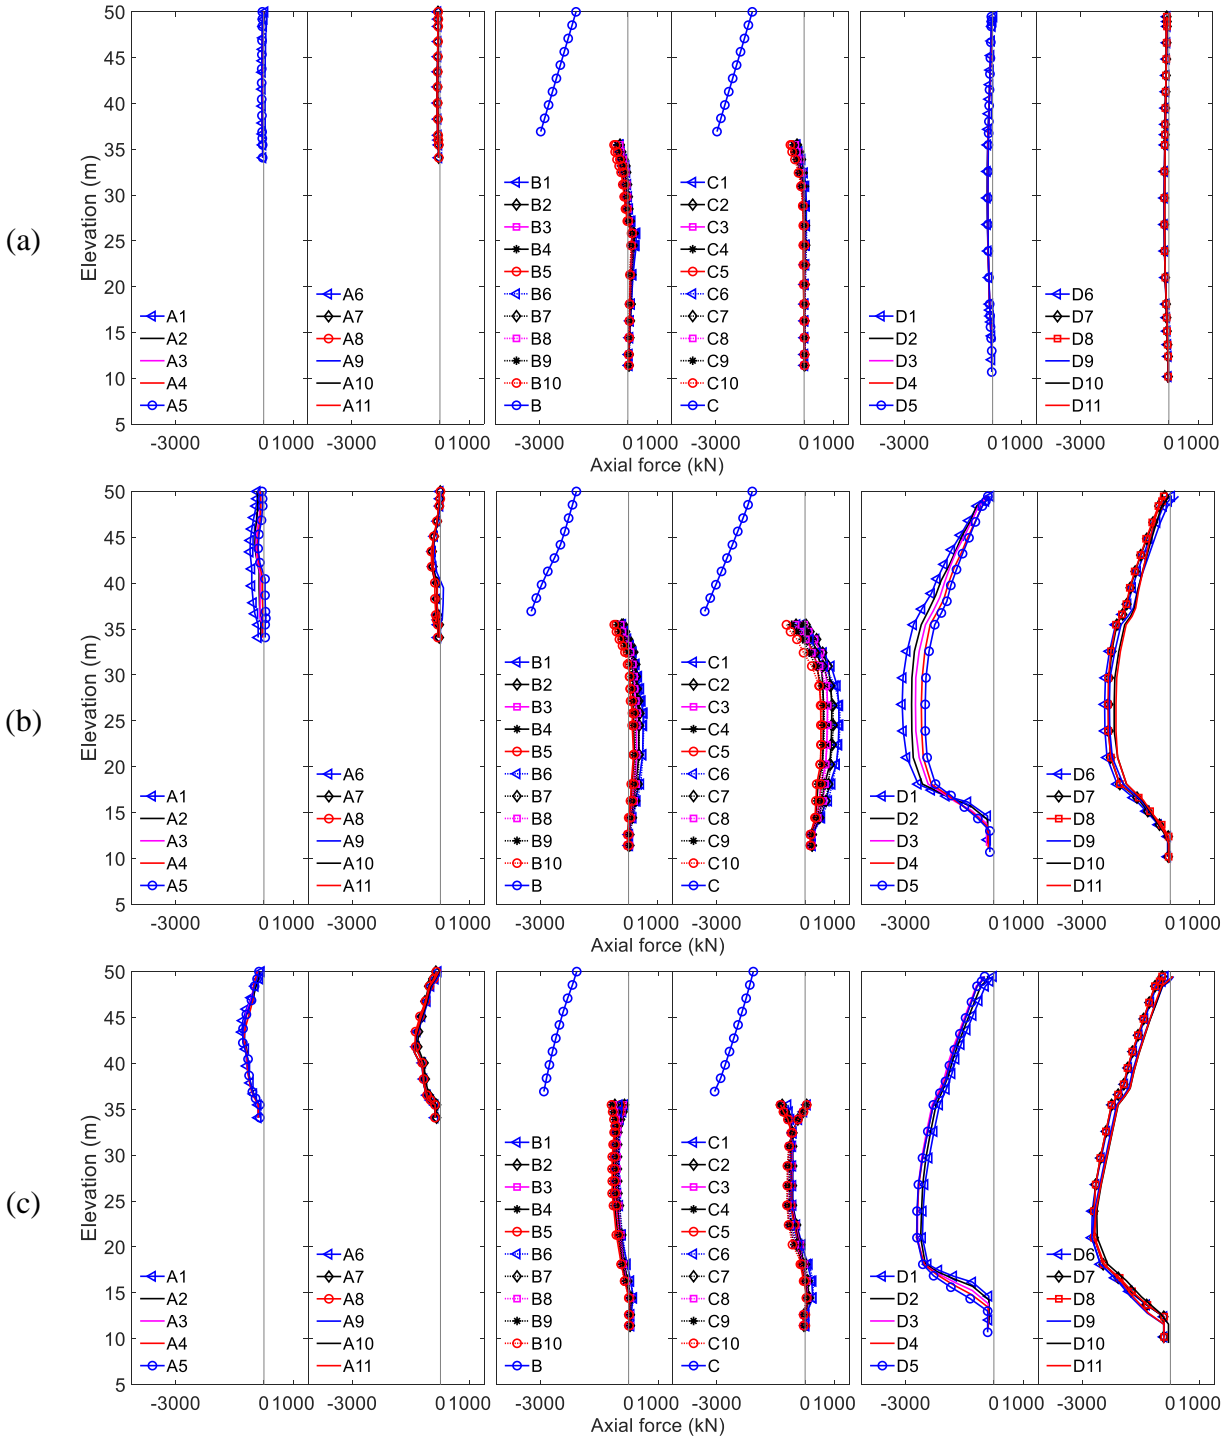 (a)
Elevation (m)
50
45
40
35
30
25
20
15
10
5
A1
A2
A3
A4
A5
A6
A7
A8
A9
A10
A11
B1
B2
B3
B4
B5
B6
B7
B8
B9
B10
B
C1
C2
C3
C4
C5
C6
C7
C8
C9
C10
C
D1
D2
D3
D4
D5
D6
D7
D8
D9
D10
D11
-3000 0 1000 -3000 0 1000 -3000 0 1000 -3000 0 1000 -3000 0 1000 -3000 0 1000
Axial force (kN)
(b)
Elevation (m)
50
45
40
35
30
25
20
15
10
5
A1
A2
A3
A4
A5
A6
A7
A8
A9
A10
A11
B1
B2
B3
B4
B5
B6
B7
B8
B9
B10
B
C1
C2
C3
C4
C5
C6
C7
C8
C9
C10
C
D1
D2
D3
D4
D5
D6
D7
D8
D9
D10
D11
-3000 0 1000 -3000 0 1000 -3000 0 1000 -3000 0 1000 -3000 0 1000 -3000 0 1000
Axial force (kN)
(c)
Elevation (m)
50
45
40
35
30
25
20
15
10
5
A1
A2
A3
A4
A5
A6
A7
A8
A9
A10
A11
B1
B2
B3
B4
B5
B6
B7
B8
B9
B10
B
C1
C2
C3
C4
C5
C6
C7
C8
C9
C10
C
D1
D2
D3
D4
D5
D6
D7
D8
D9
D10
D11
-3000 0 1000 -3000 0 1000 -3000 0 1000 -3000 0 1000 -3000 0 1000 -3000 0 1000
Axial force (kN)